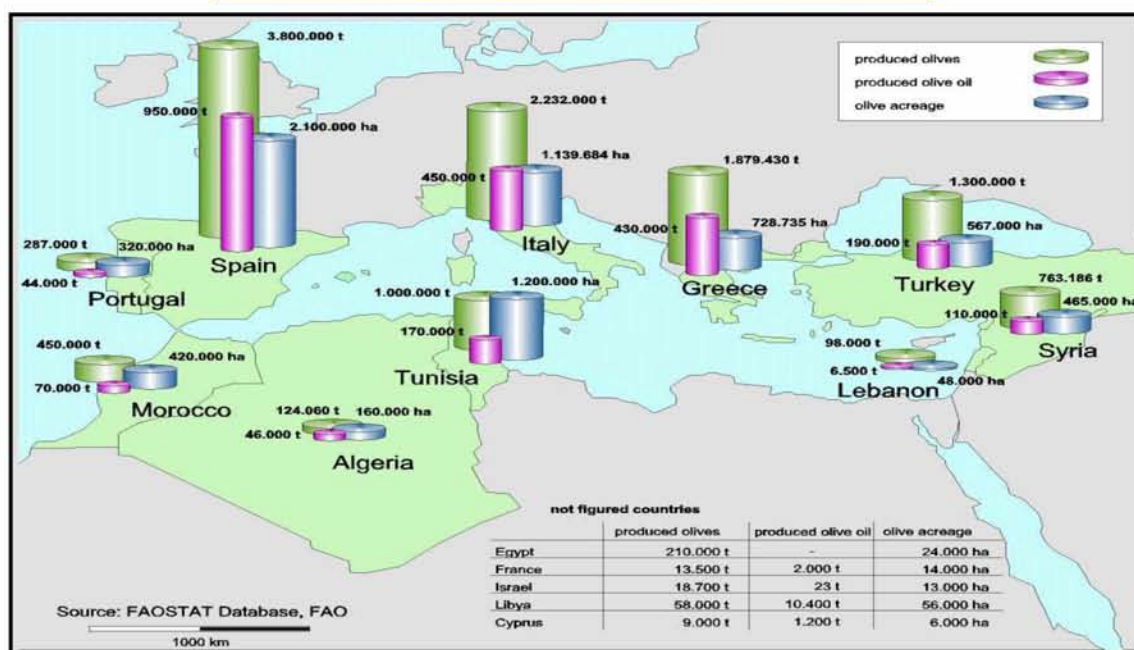 3.800.000 t
950.000 t
2.100.000 ha
Spain
2.232.000 t
450.000 t
1.139.684 ha
Italy
1.879.430 t
430.000 t
728.735 ha
Greece
1.300.000 t
190.000 t
567.000 ha
Turkey
produced olives
produced olive oil
olive acreage
287.000 t
320.000 ha
44.000 t
Portugal
1.000.000 t
1.200.000 ha
170.000 t
Tunisia
763.186 t
465.000 ha
110.000 t
Syria
98.000 t
6.500 t
48.000 ha
Lebanon
450.000 t
420.000 ha
70.000 t
Morocco
124.060 t
160.000 ha
46.000 t
Algeria
not figured countries
produced olives produced olive oil olive acreage
Egypt 210.000 t - 24.000 ha
France 13.500 t 2.000 t 14.000 ha
Israel 18.700 t 23 t 13.000 ha
Libya 58.000 t 10.400 t 56.000 ha
Cyprus 9.000 t 1.200 t 6.000 ha
Source: FAOSTAT Database, FAO
1000 km